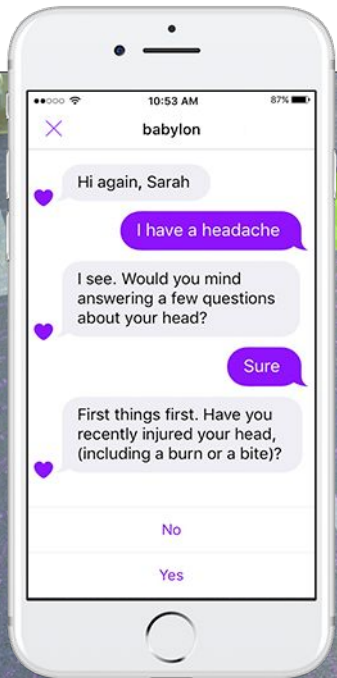 10:53 AM
87%
babylon
Hi again, Sarah
I have a headache
I see. Would you mind
answering a few questions
about your head?
Sure
First things first. Have you
recently injured your head,
(including a burn or a bite)?
No
Yes